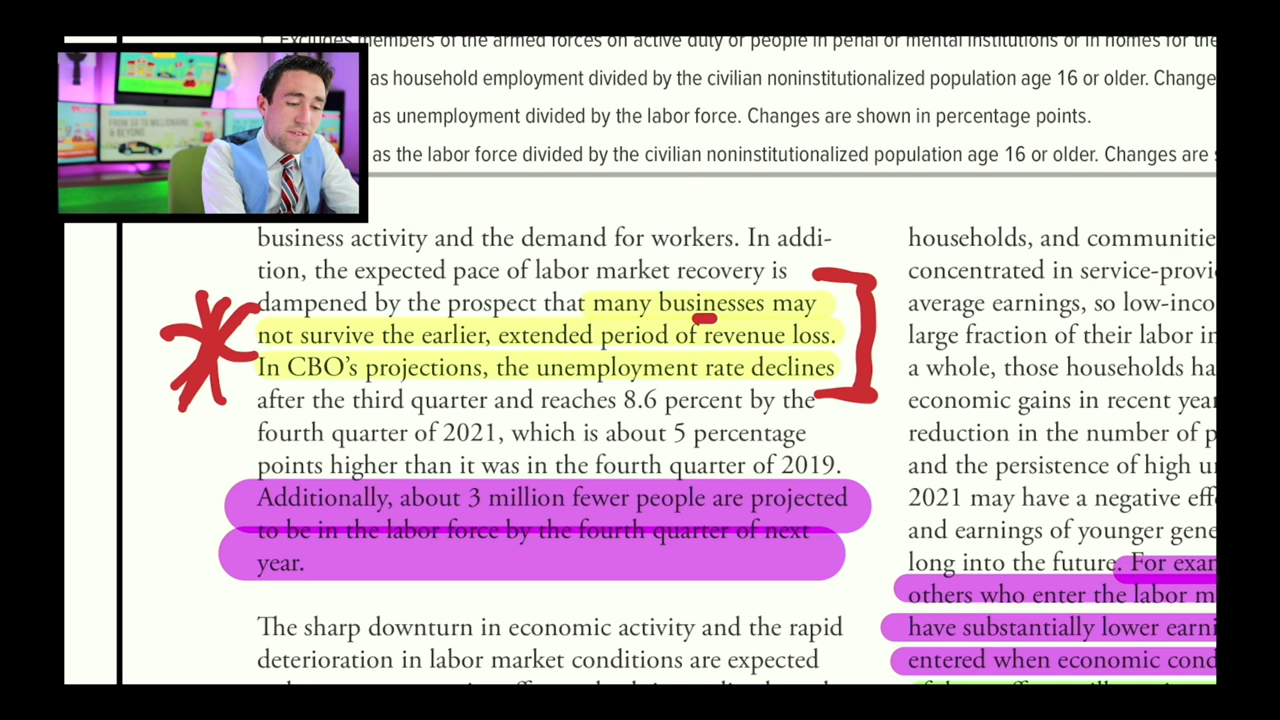 Excludes members of the armed forces on active duty or people in penal or mental institutions or in homes for the
as household employment divided by the civilian noninstitutionalized population age 16 or older. Change
as unemployment divided by the labor force. Changes are shown in percentage points.
as the labor force divided by the civilian noninstitutionalized population age 16 or older. Changes are
FROM $0 TO MILLIONAIRE
& BEYOND
business activity and the demand for workers. In addi-
tion, the expected pace of labor market recovery is
dampened by the prospect that many businesses may
not survive the earlier, extended period of revenue loss.
In CBO's projections, the unemployment rate declines
after the third quarter and reaches 8.6 percent by the
fourth quarter of 2021, which is about 5 percentage
points higher than it was in the fourth quarter of 2019.
Additionally, about 3 million fewer people are projected
to be in the labor force by the fourth quarter of next
year.
The sharp downturn in economic activity and the rapid
deterioration in labor market conditions are expected
households, and communitie
concentrated in service-provi
average earnings, so low-inco
large fraction of their labor in
a whole, those households ha
economic gains in recent year
reduction in the number of p
and the persistence of high u
2021 may have a negative eff
and earnings of younger gene
long into the future. For exam
others who enter the labor m
have substantially lower earni
entered when economic cond